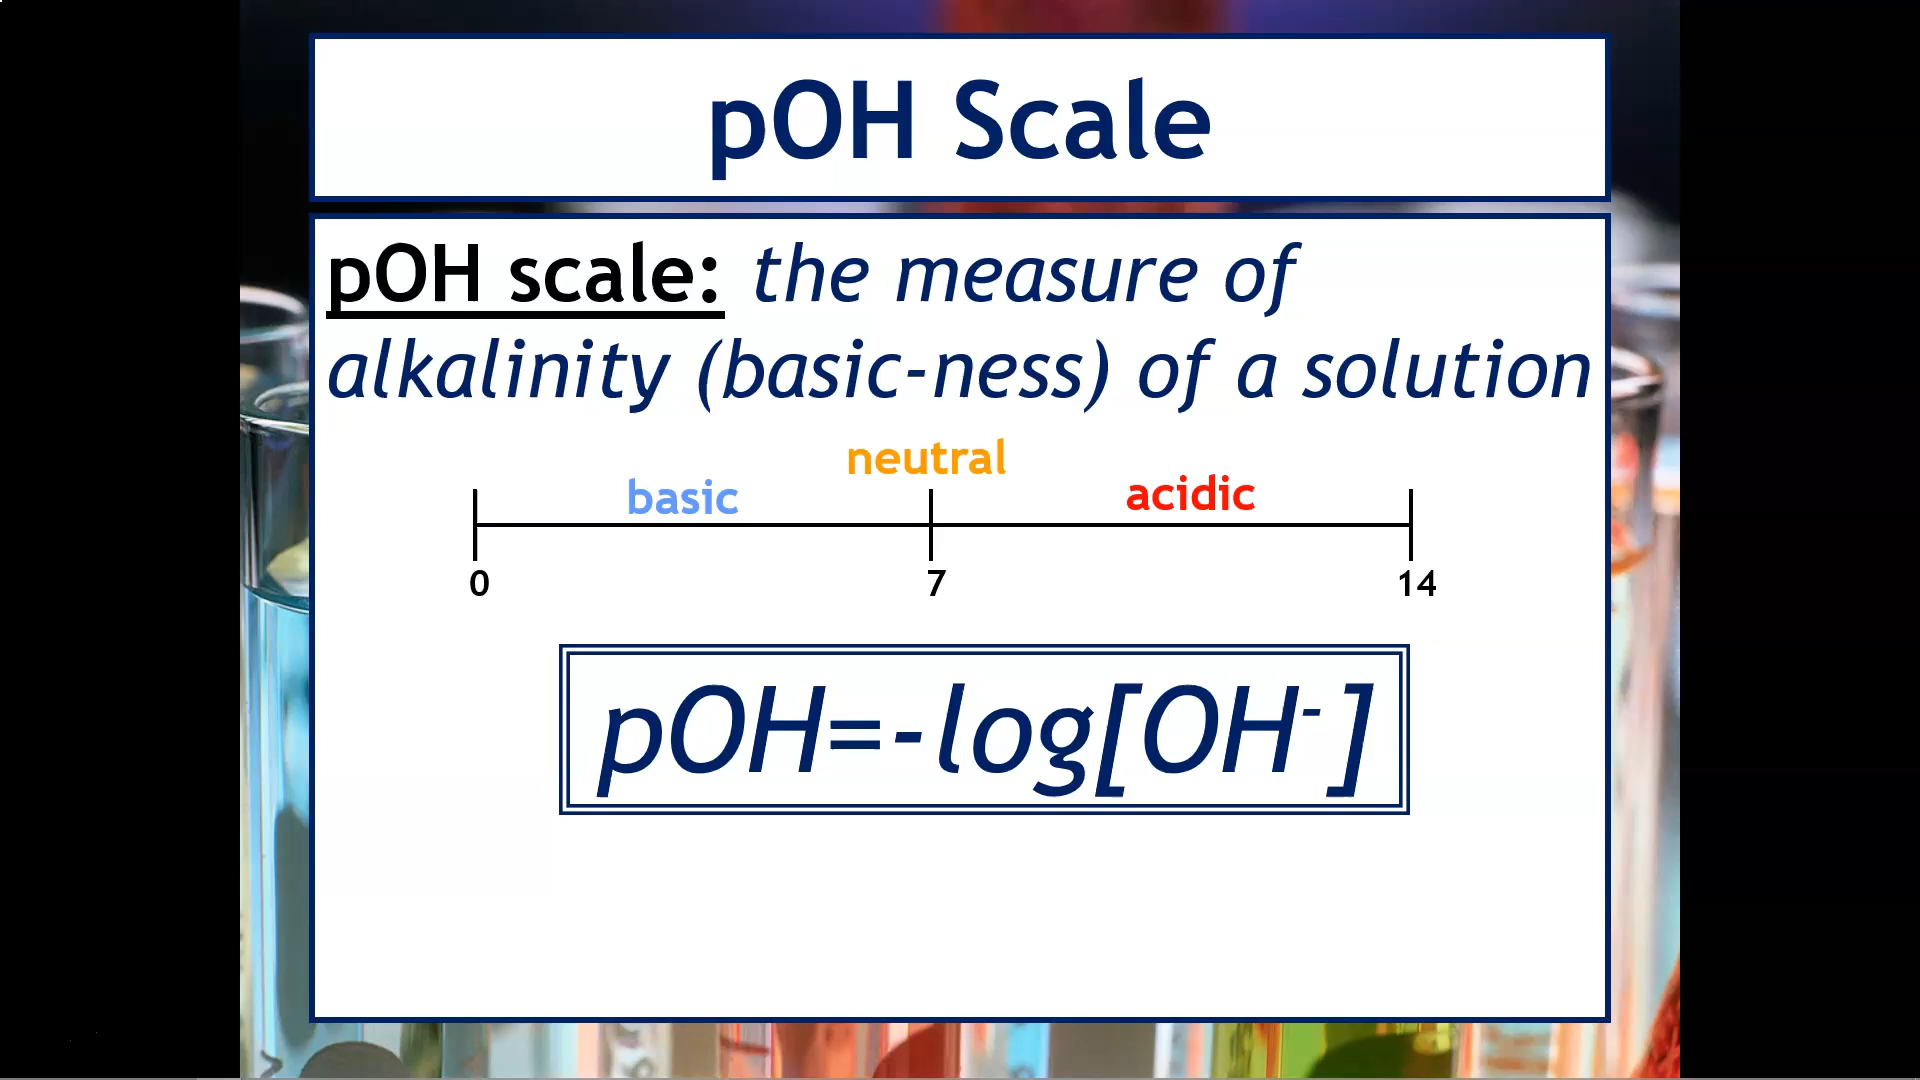 pOH Scale
pOH scale: the measure of
alkalinity (basic-ness) of a solution
neutral
basic
acidic
0 7 14
pOH=-log[OH⁻]